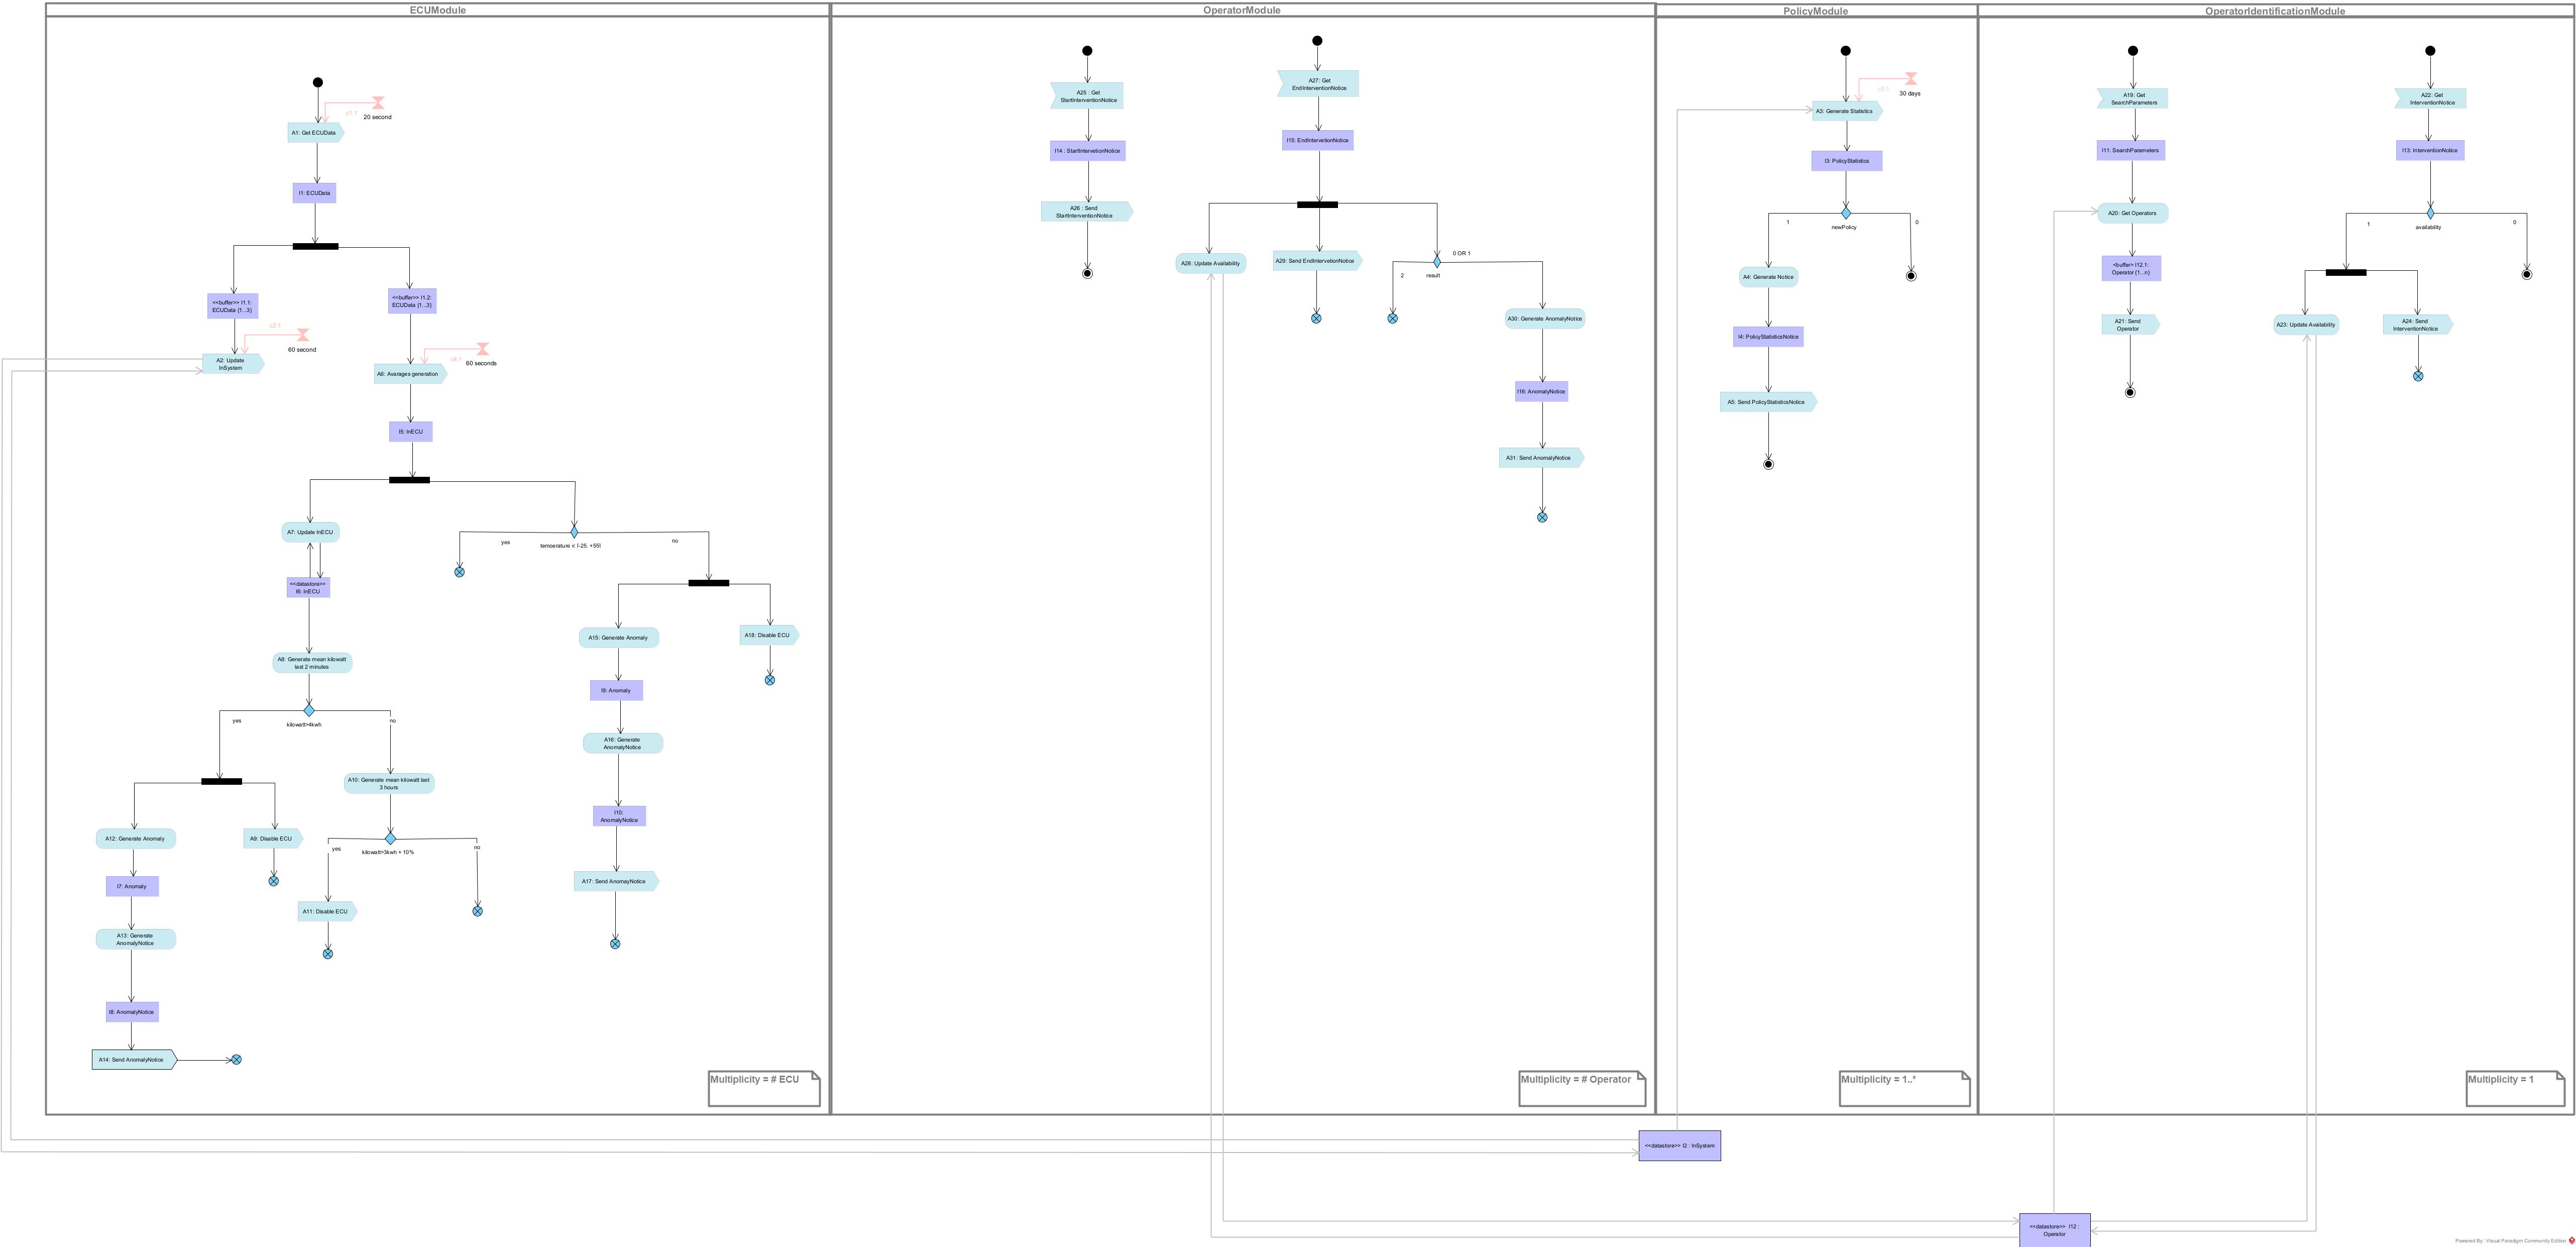 ECUModule
OperatorModule
PolicyModule
OperatorIdentificationModule
c1.1
20 second
A1: Get ECUData
I1: ECUData
<<buffer>> I1.1:
ECUData {1...3}
<<buffer>> I1.2:
ECUData {1...3}
c2.1
60 second
A2: Update
InSystem
c4.1
60 seconds
A6: Avarages generation
I5: InECU
A7: Update InECU
yes
temperature ∈ [-25, +55]
no
<<datastore>>
I6: InECU
A15: Generate Anomaly
A18: Disable ECU
A8: Generate mean kilowatt
last 2 minutes
I9: Anomaly
yes
kilowatt>4kwh
no
A16: Generate
AnomalyNotice
A10: Generate mean kilowatt last
3 hours
I10:
AnomalyNotice
A12: Generate Anomaly
A9: Disable ECU
yes
kilowatt>3kwh + 10%
no
I7: Anomaly
A17: Send AnomayNotice
A11: Disable ECU
A13: Generate
AnomalyNotice
I8: AnomalyNotice
A14: Send AnomalyNotice
Multiplicity = # ECU
A25 : Get
StartInterventionNotice
I14 : StartIntervetionNotice
A26 : Send
StartInterventionNotice
A27: Get
EndInterventionNotice
I15: EndIntervetionNotice
A28: Update Availability
A29: Send EndIntervetionNotice
0 OR 1
2
result
A30: Generate AnomalyNotice
I16: AnomalyNotice
A31: Send AnomalyNotice
Multiplicity = # Operator
c3.1
30 days
A3: Generate Statistics
I3: PolicyStatistics
1
newPolicy
0
A4: Generate Notice
I4: PolicyStatisticsNotice
A5: Send PolicyStatisticsNotice
Multiplicity = 1..*
A19: Get
SearchParameters
I11: SearchParameters
A20: Get Operators
<buffer> I12.1:
Operator {1...n}
A21: Send
Operator
A22: Get
InterventionNotice
I13: InterventionNotice
1
availability
0
A23: Update Availability
A24: Send
InterventionNotice
Multiplicity = 1
<<datastore>> I2 : InSystem
<<datastore>> I12 :
Operator
Powered By Visual Paradigm Community Edition